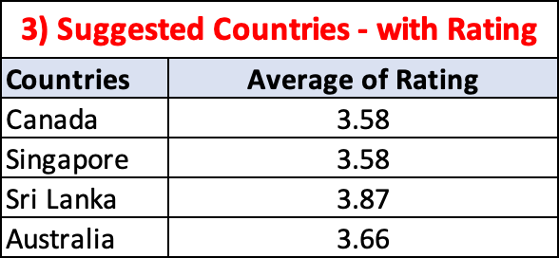 3) Suggested Countries - with Rating
Countries Average of Rating
Canada 3.58
Singapore 3.58
Sri Lanka 3.87
Australia 3.66